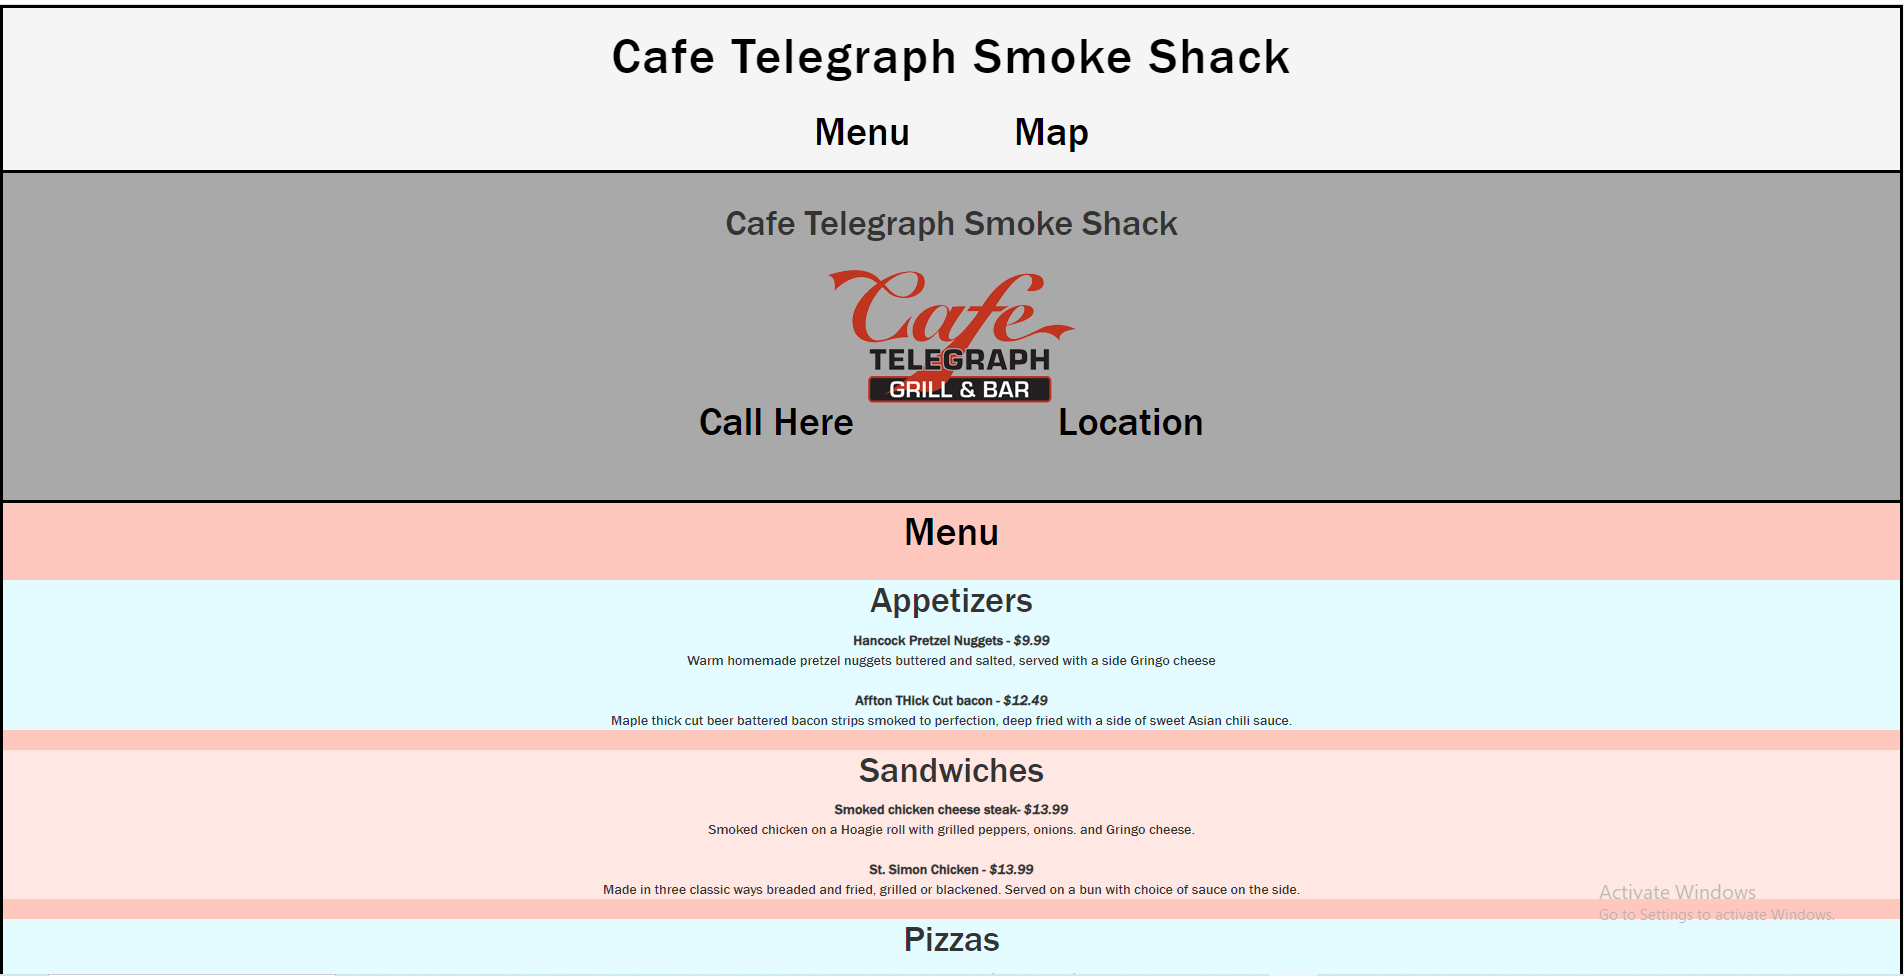 Cafe Telegraph Smoke Shack
Menu Map
Cafe Telegraph Smoke Shack
Cafe
TELEGRAPH
GRILL & BAR
Call Here Location
Menu
Appetizers
Hancock Pretzel Nuggets - $9.99
Warm homemade pretzel nuggets buttered and salted, served with a side Gringo cheese
Affton THick Cut bacon - $12.49
Maple thick cut beer battered bacon strips smoked to perfection, deep fried with a side of sweet Asian chili sauce.
Sandwiches
Smoked chicken cheese steak- $13.99
Smoked chicken on a Hoagie roll with grilled peppers, onions. and Gringo cheese.
St. Simon Chicken - $13.99
Made in three classic ways breaded and fried, grilled or blackened. Served on a bun with choice of sauce on the side.
Activate Windows
Go to Settings to activate Windows.
Pizzas